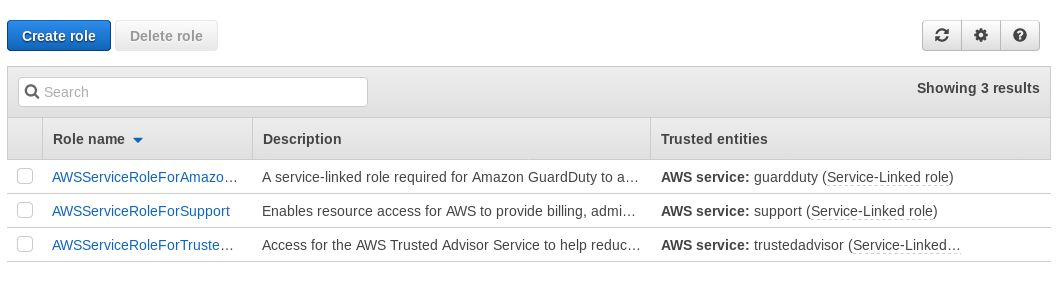 Create role Delete role
Search Showing 3 results
Role name Description Trusted entities
AWSServiceRoleForAmazo… A service-linked role required for Amazon GuardDuty to a… AWS service: guardduty (Service-Linked role)
AWSServiceRoleForSupport Enables resource access for AWS to provide billing, admi… AWS service: support (Service-Linked role)
AWSServiceRoleForTruste… Access for the AWS Trusted Advisor Service to help reduc… AWS service: trustedadvisor (Service-Linked…